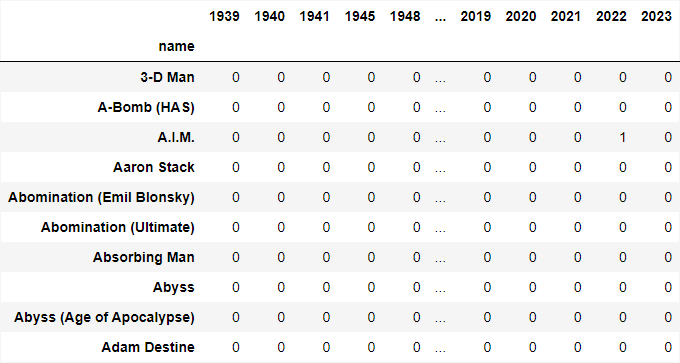 1939 1940 1941 1945 1948 ... 2019 2020 2021 2022 2023
name
3-D Man 0 0 0 0 0 ... 0 0 0 0 0
A-Bomb (HAS) 0 0 0 0 0 ... 0 0 0 0 0
A.I.M. 0 0 0 0 0 ... 0 0 0 1 0
Aaron Stack 0 0 0 0 0 ... 0 0 0 0 0
Abomination (Emil Blonsky) 0 0 0 0 0 ... 0 0 0 0 0
Abomination (Ultimate) 0 0 0 0 0 ... 0 0 0 0 0
Absorbing Man 0 0 0 0 0 ... 0 0 0 0 0
Abyss 0 0 0 0 0 ... 0 0 0 0 0
Abyss (Age of Apocalypse) 0 0 0 0 0 ... 0 0 0 0 0
Adam Destine 0 0 0 0 0 ... 0 0 0 0 0